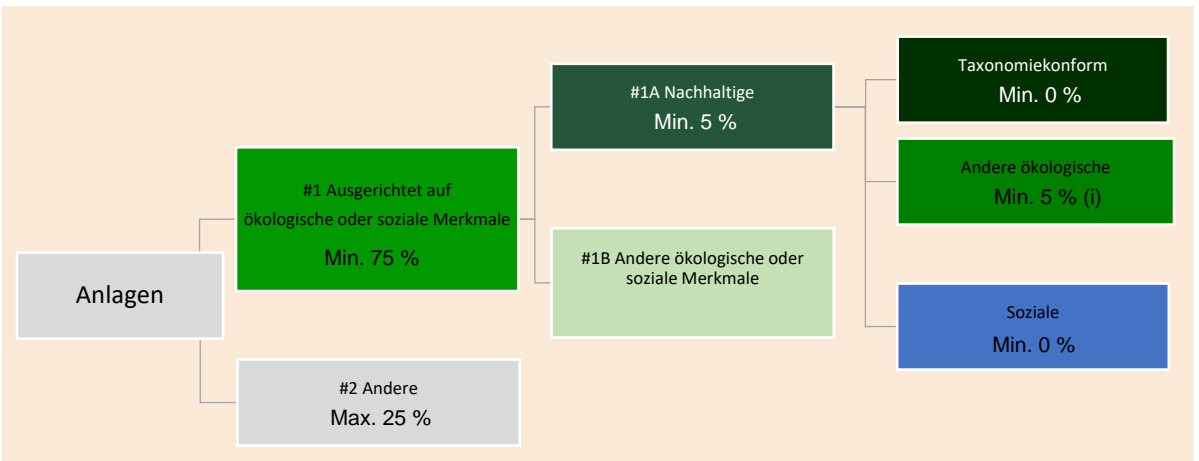 Anlagen
#1 Ausgerichtet auf
ökologische oder soziale Merkmale
Min. 75 %
#2 Andere
Max. 25 %
#1A Nachhaltige
Min. 5 %
#1B Andere ökologische oder
soziale Merkmale
Taxonomiekonform
Min. 0 %
Andere ökologische
Min. 5 % (i)
Soziale
Min. 0 %